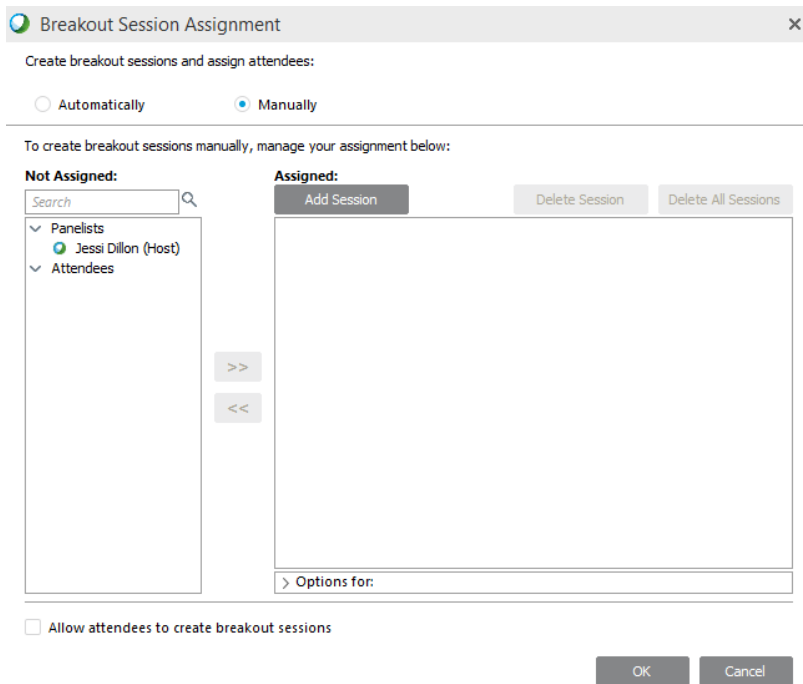 Breakout Session Assignment
Create breakout sessions and assign attendees:
Automatically Manually
To create breakout sessions manually, manage your assignment below:
Not Assigned: Assigned:
Search Add Session Delete Session Delete All Sessions
Panelists
Jessi Dillon (Host)
Attendees
>>
<<
Options for:
Allow attendees to create breakout sessions
OK Cancel